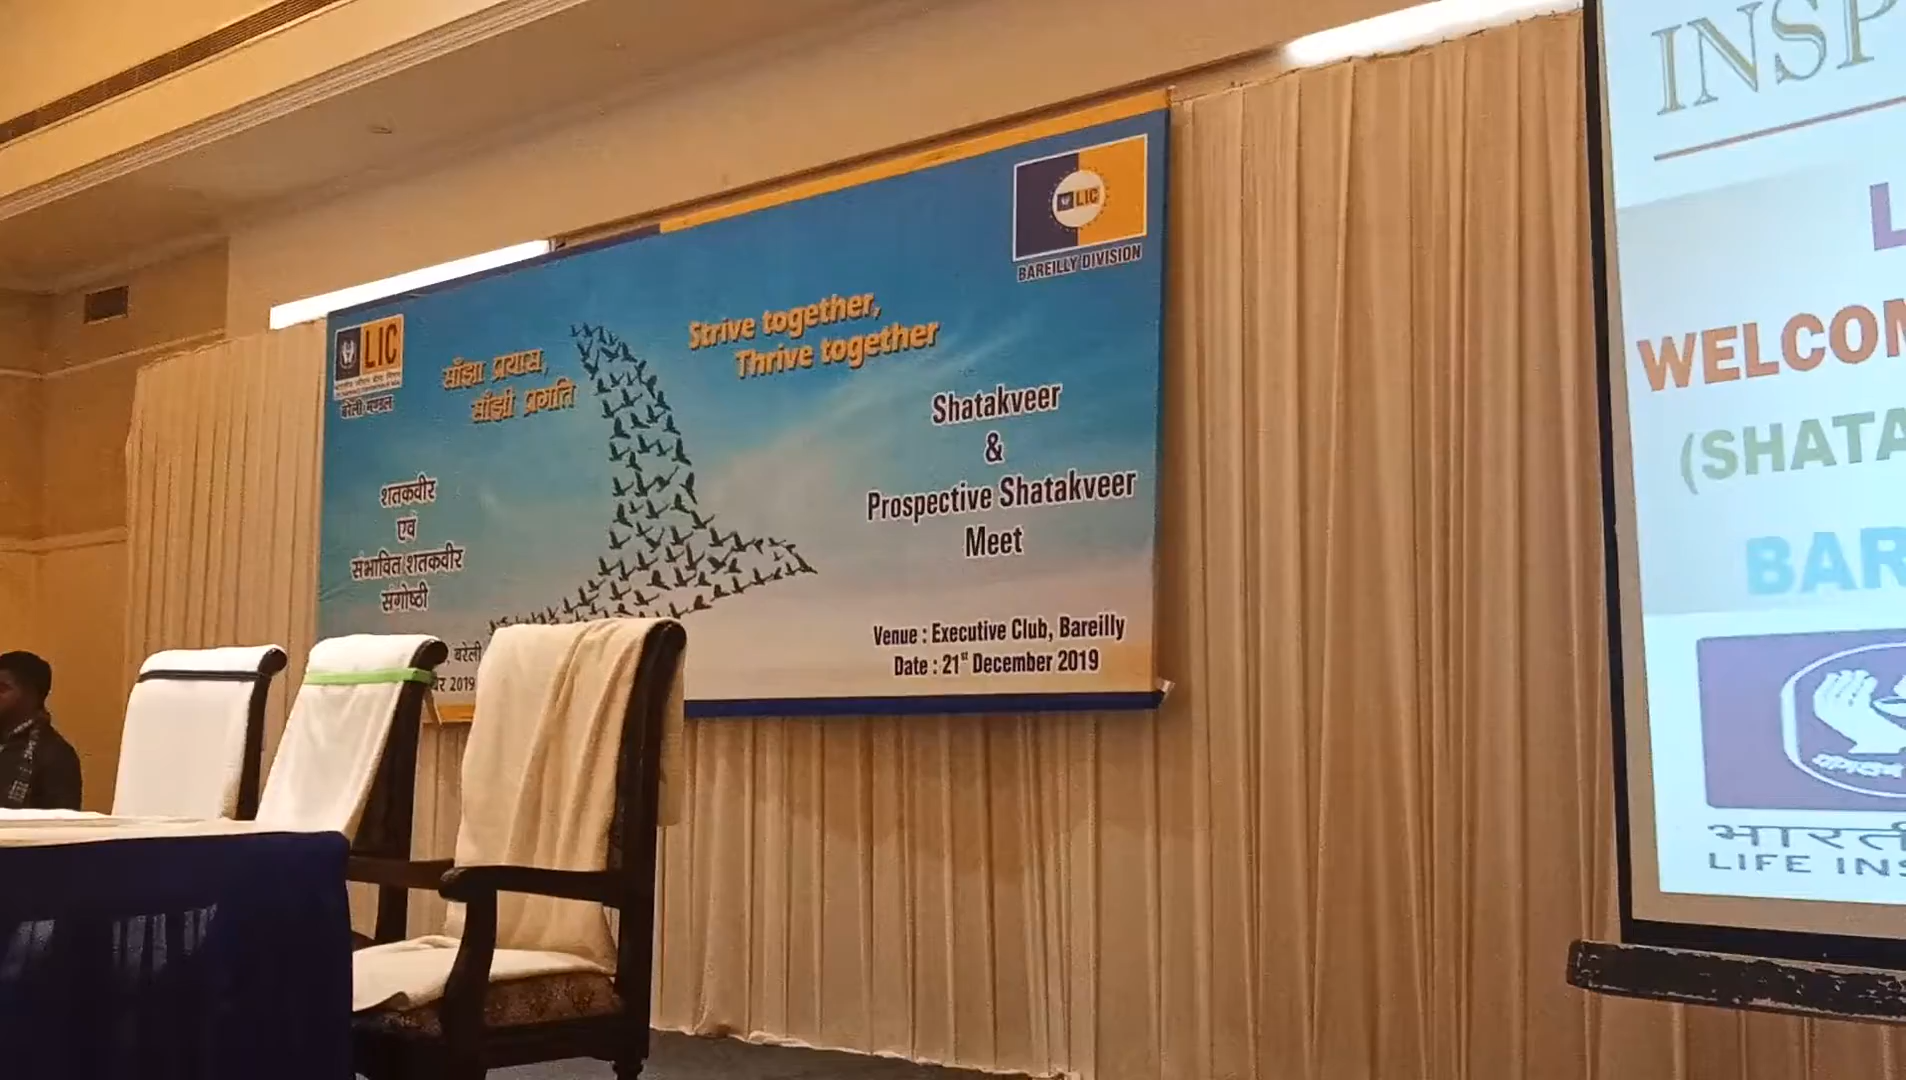 LIC
बरेली मण्डल
साँझा प्रयास,
साँझी प्रगति
Strive together,
Thrive together
LIC
BAREILLY DIVISION
शतकवीर
एवं
संभावित शतकवीर
संगोष्ठी
Shatakveer
&
Prospective Shatakveer
Meet
, बरेली
2019
Venue : Executive Club, Bareilly
Date : 21st December 2019
INSP
L
WELCOM
(SHATA
BAR
भारती
LIFE INS